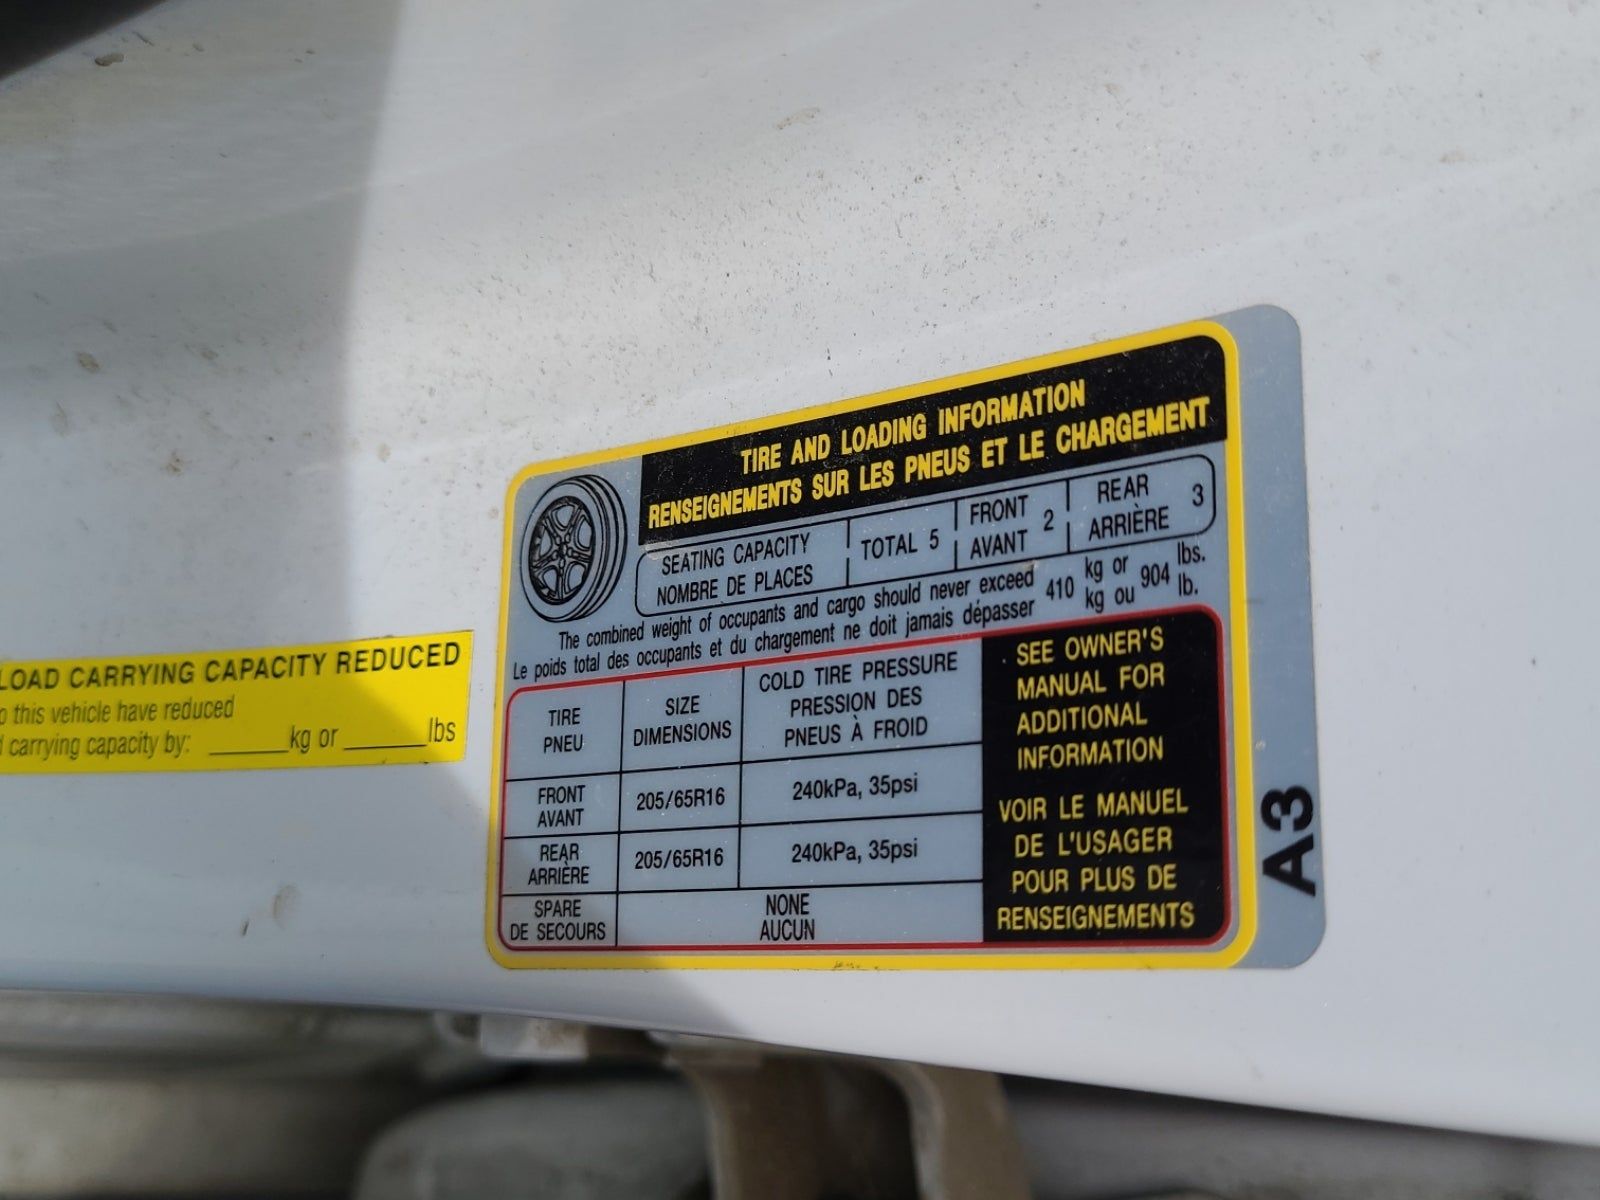 LOAD CARRYING CAPACITY REDUCED
this vehicle have reduced
carrying capacity by: ______kg or ______lbs
TIRE AND LOADING INFORMATION
RENSEIGNEMENTS SUR LES PNEUS ET LE CHARGEMENT
SEATING CAPACITY
NOMBRE DE PLACES
TOTAL 5
FRONT
AVANT
2
REAR
ARRIÈRE
3
The combined weight of occupants and cargo should never exceed 410 kg or 904 lbs.
Le poids total des occupants et du chargement ne doit jamais dépasser kg ou lb.
TIRE
PNEU
SIZE
DIMENSIONS
COLD TIRE PRESSURE
PRESSION DES
PNEUS À FROID
FRONT
AVANT
205/65R16
240kPa, 35psi
REAR
ARRIÈRE
205/65R16
240kPa, 35psi
SPARE
DE SECOURS
NONE
AUCUN
SEE OWNER'S
MANUAL FOR
ADDITIONAL
INFORMATION
VOIR LE MANUEL
DE L'USAGER
POUR PLUS DE
RENSEIGNEMENTS
A3